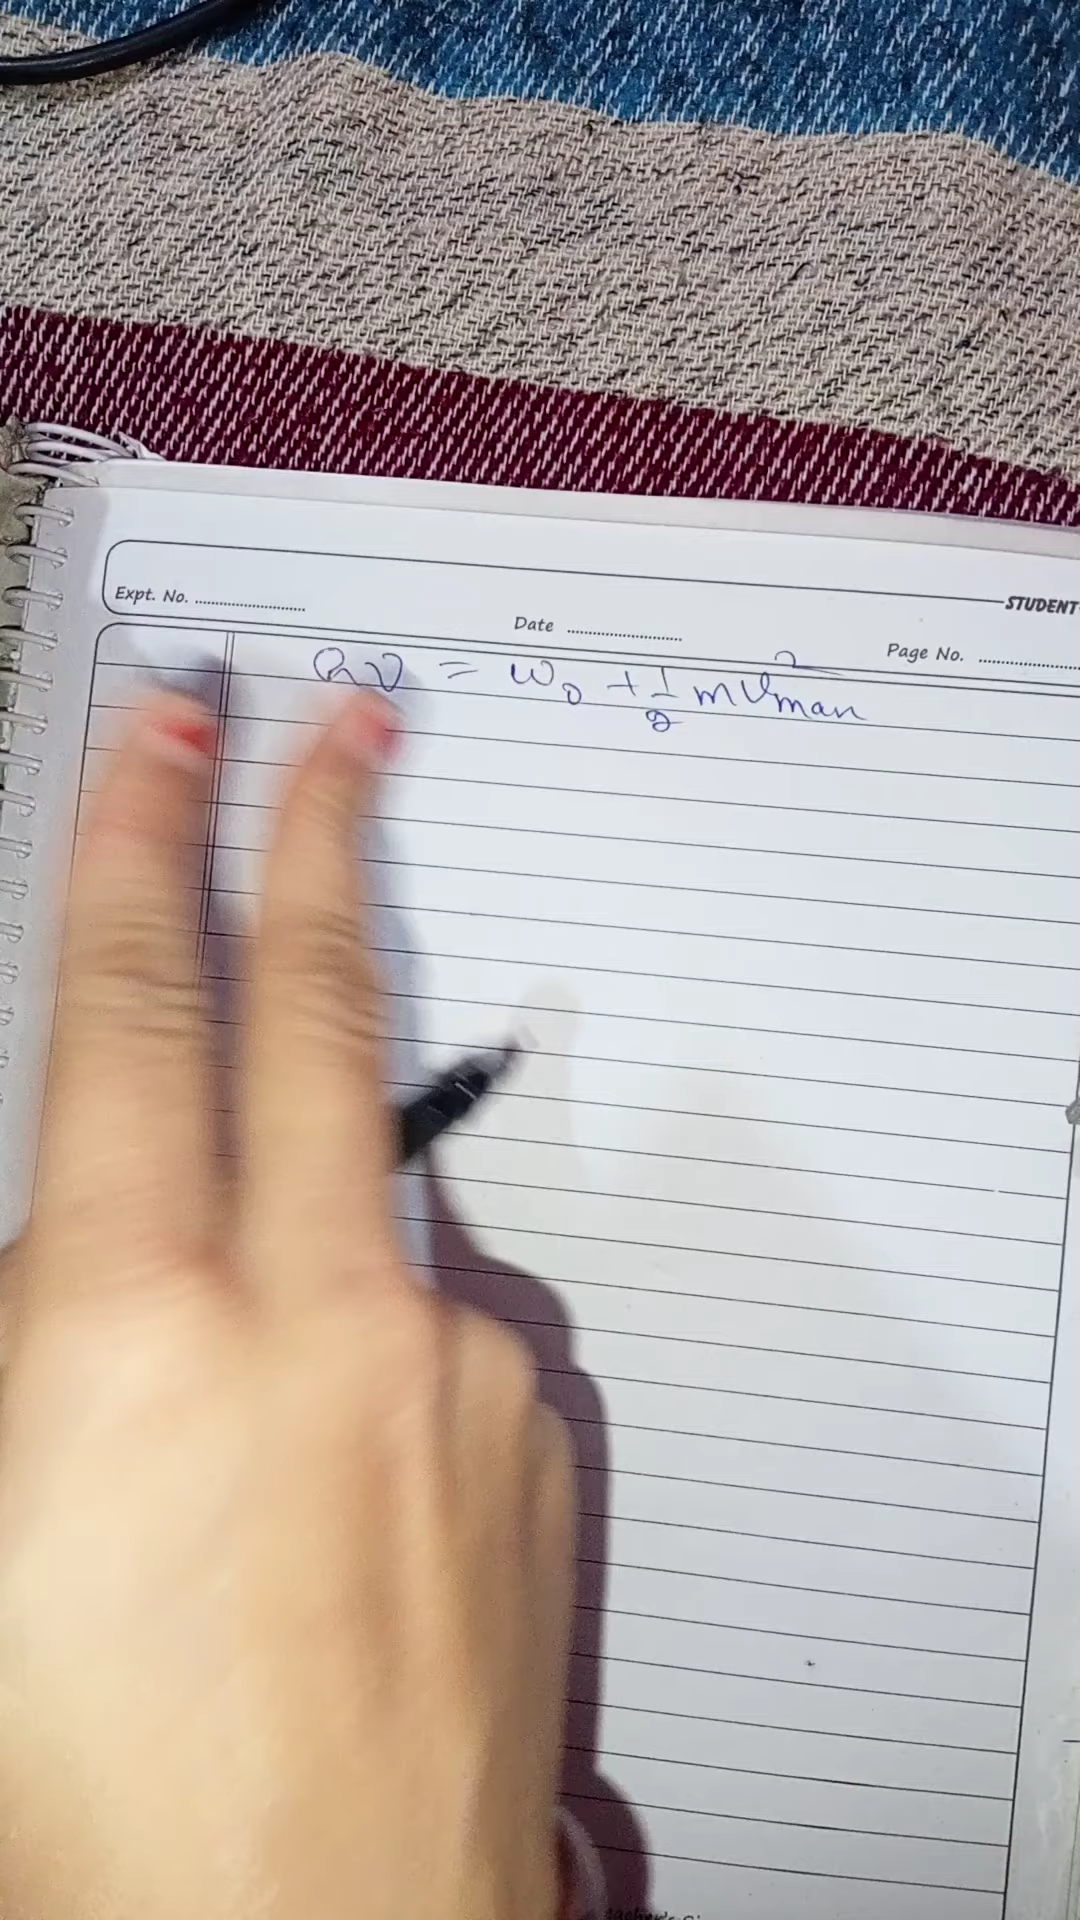 STUDENT
Expt. No. ..........................
Date ..........................
Page No. ..........................
hν = W₀ + 1/2 mv²max